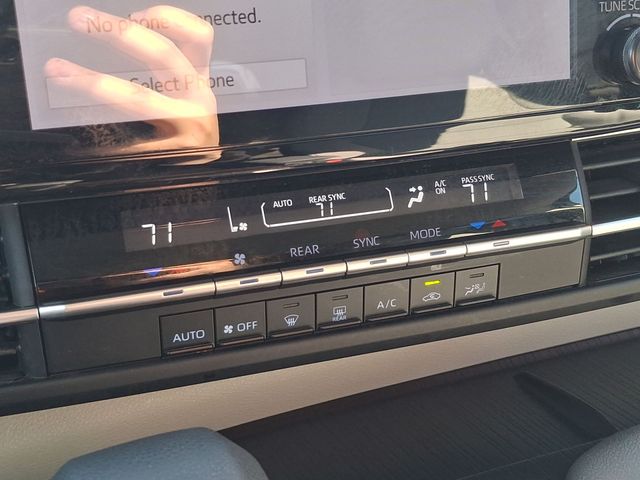 No phone connected.
Select Phone
TUNE SC
71
AUTO
REAR SYNC
71
A/C
ON
PASS SYNC
71
REAR
SYNC
MODE
AUTO
OFF
REAR
A/C